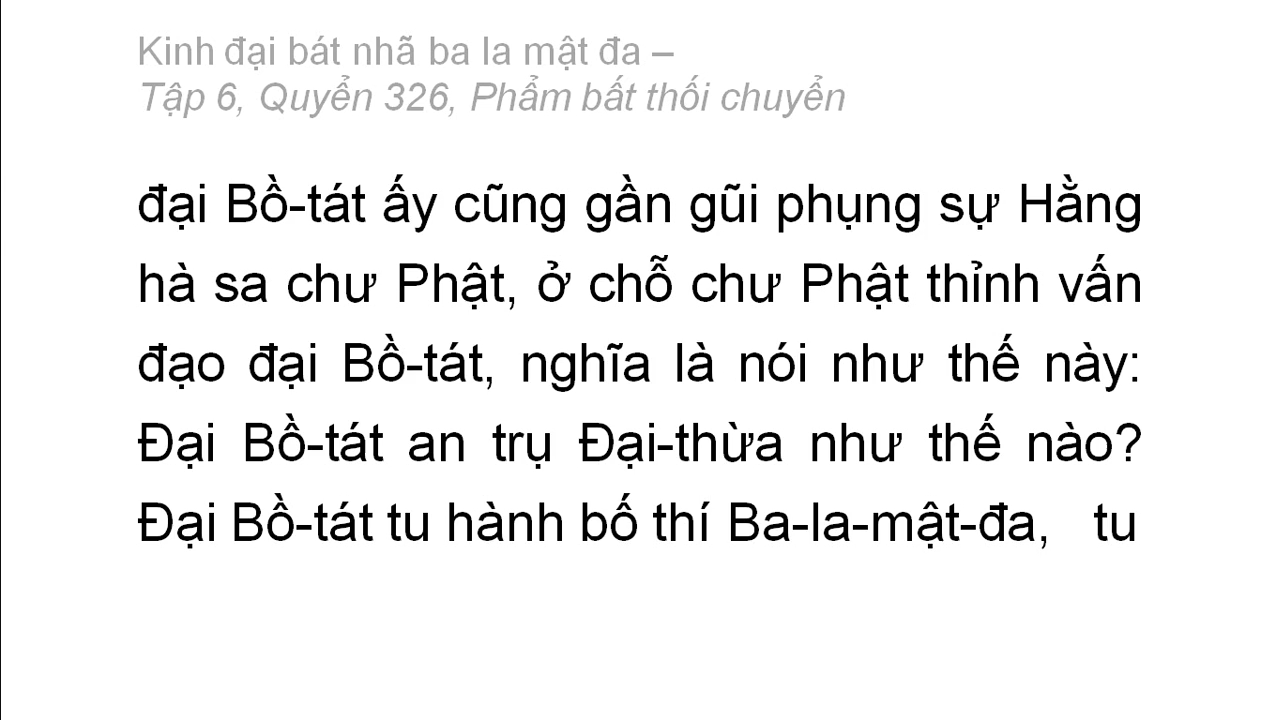 Kinh đại bát nhã ba la mật đa –
Tập 6, Quyển 326, Phẩm bất thối chuyển
đại Bồ-tát ấy cũng gần gũi phụng sự Hằng
hà sa chư Phật, ở chỗ chư Phật thỉnh vấn
đạo đại Bồ-tát, nghĩa là nói như thế này:
Đại Bồ-tát an trụ Đại-thừa như thế nào?
Đại Bồ-tát tu hành bố thí Ba-la-mật-đa, tu